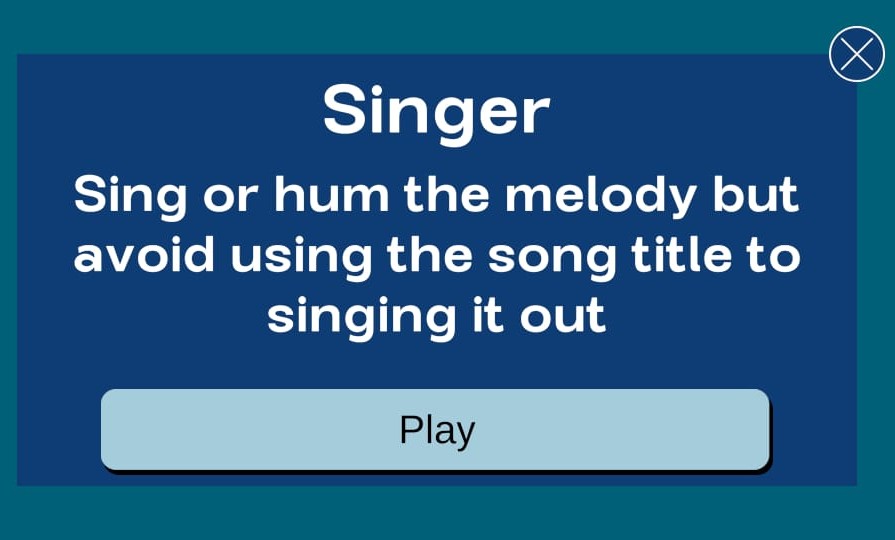 Singer
Sing or hum the melody but
avoid using the song title to
singing it out
Play